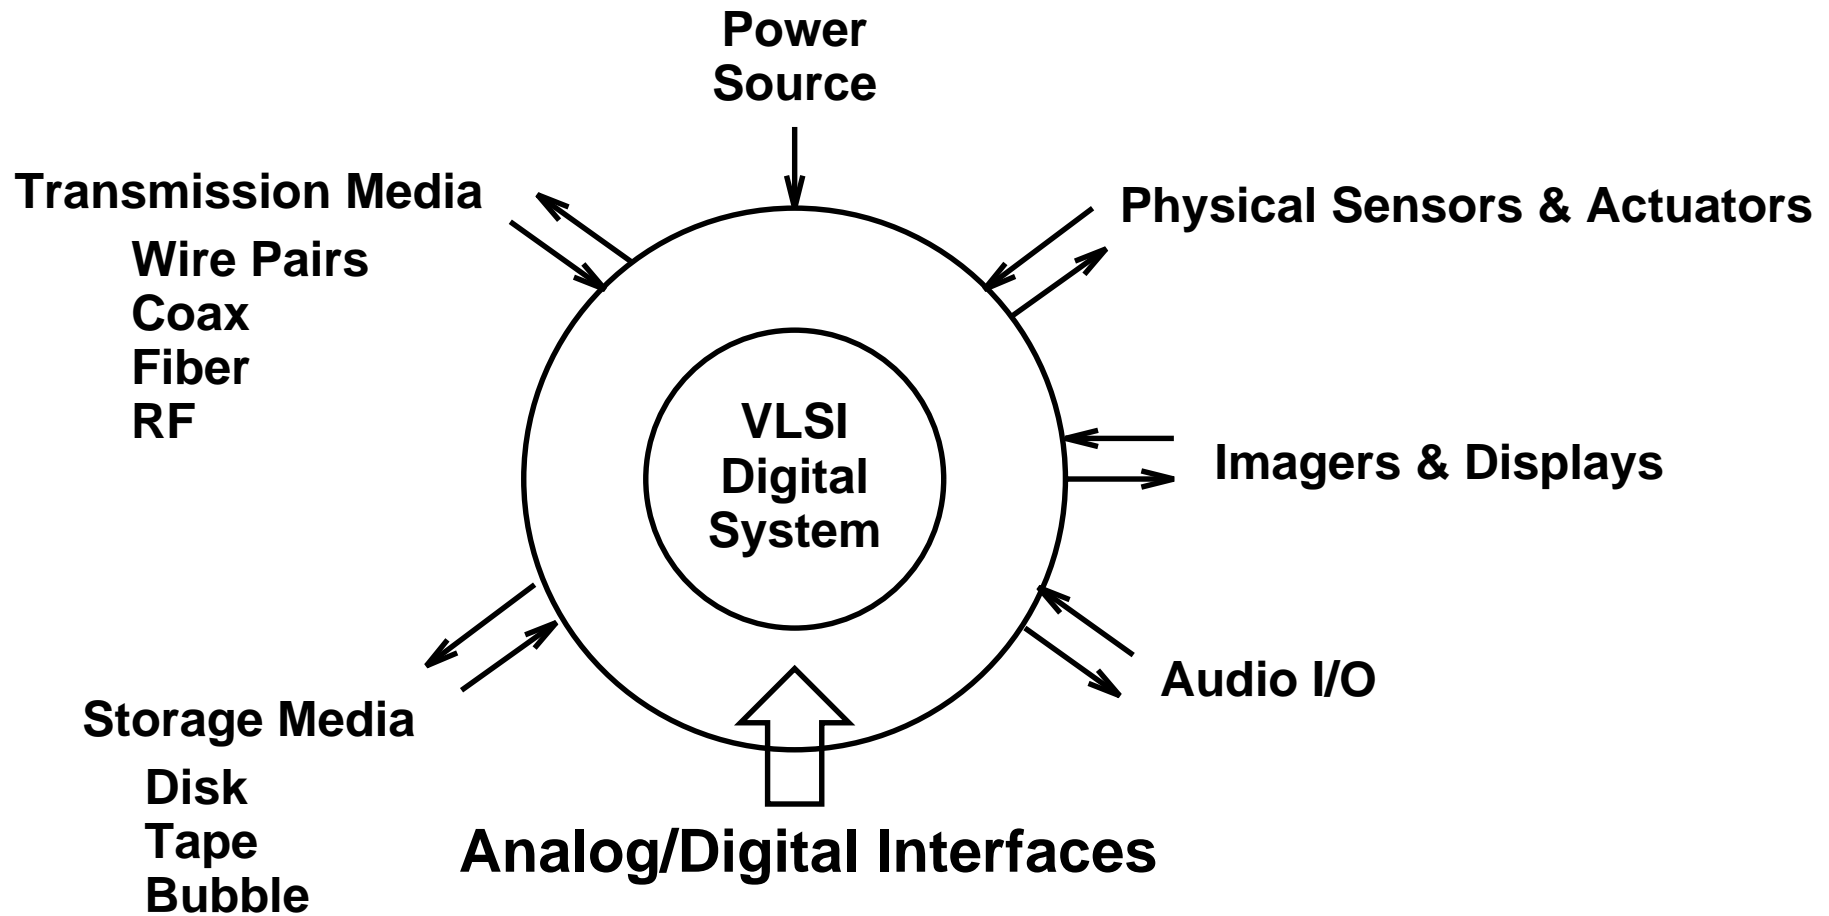 Power
Source
Transmission Media
Wire Pairs
Coax
Fiber
RF
Physical Sensors & Actuators
VLSI
Digital
System
Imagers & Displays
Audio I/O
Storage Media
Disk
Tape
Bubble
Analog/Digital Interfaces